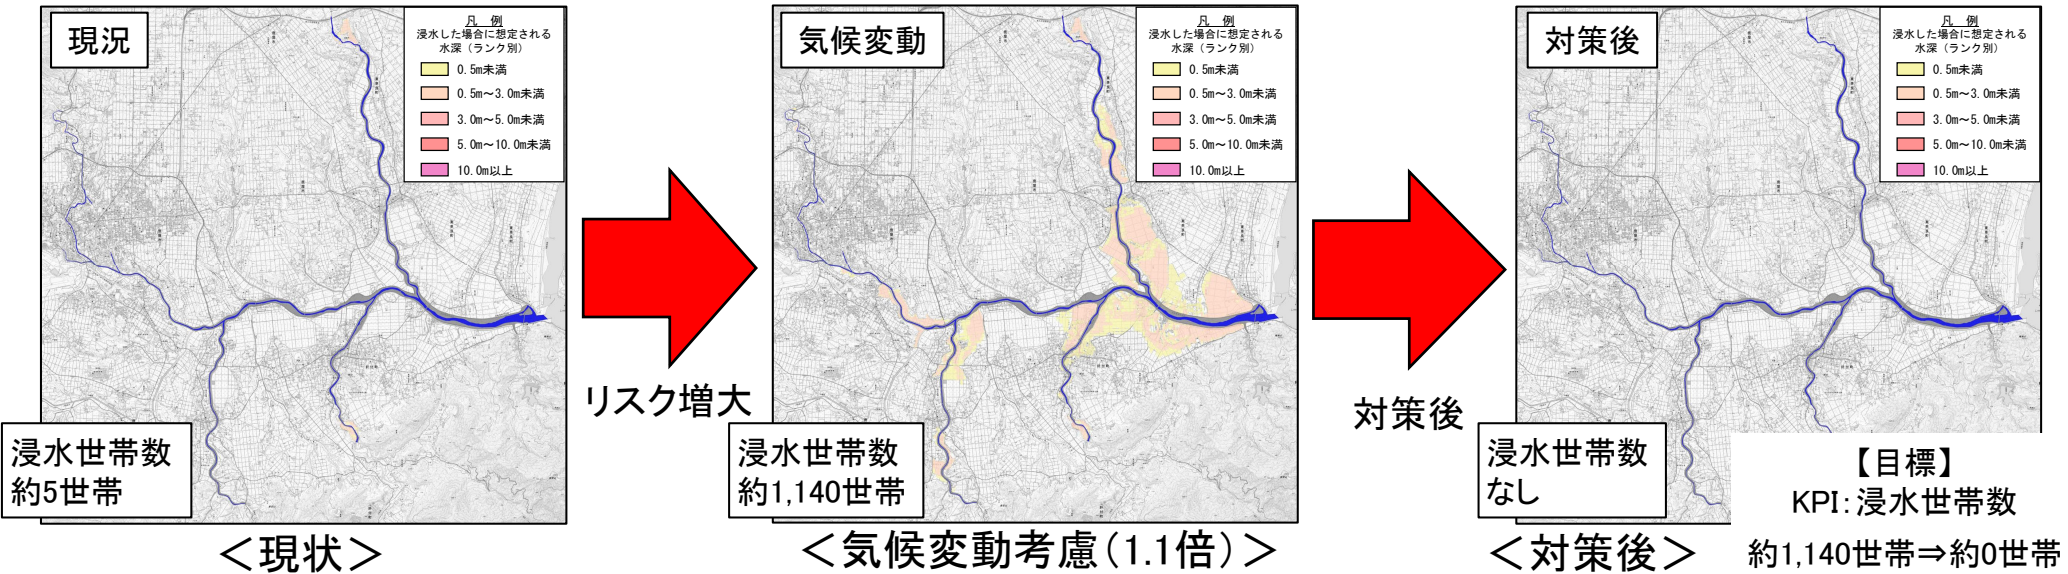 現況
凡 例
浸水した場合に想定される
水深（ランク別）
0.5m未満
0.5m～3.0m未満
3.0m～5.0m未満
5.0m～10.0m未満
10.0m以上
浸水世帯数
約5世帯
＜現状＞
リスク増大
気候変動
凡 例
浸水した場合に想定される
水深（ランク別）
0.5m未満
0.5m～3.0m未満
3.0m～5.0m未満
5.0m～10.0m未満
10.0m以上
浸水世帯数
約1,140世帯
＜気候変動考慮（1.1倍）＞
対策後
対策後
凡 例
浸水した場合に想定される
水深（ランク別）
0.5m未満
0.5m～3.0m未満
3.0m～5.0m未満
5.0m～10.0m未満
10.0m以上
浸水世帯数
なし
＜対策後＞
【目標】
KPI：浸水世帯数
約1,140世帯⇒約0世帯